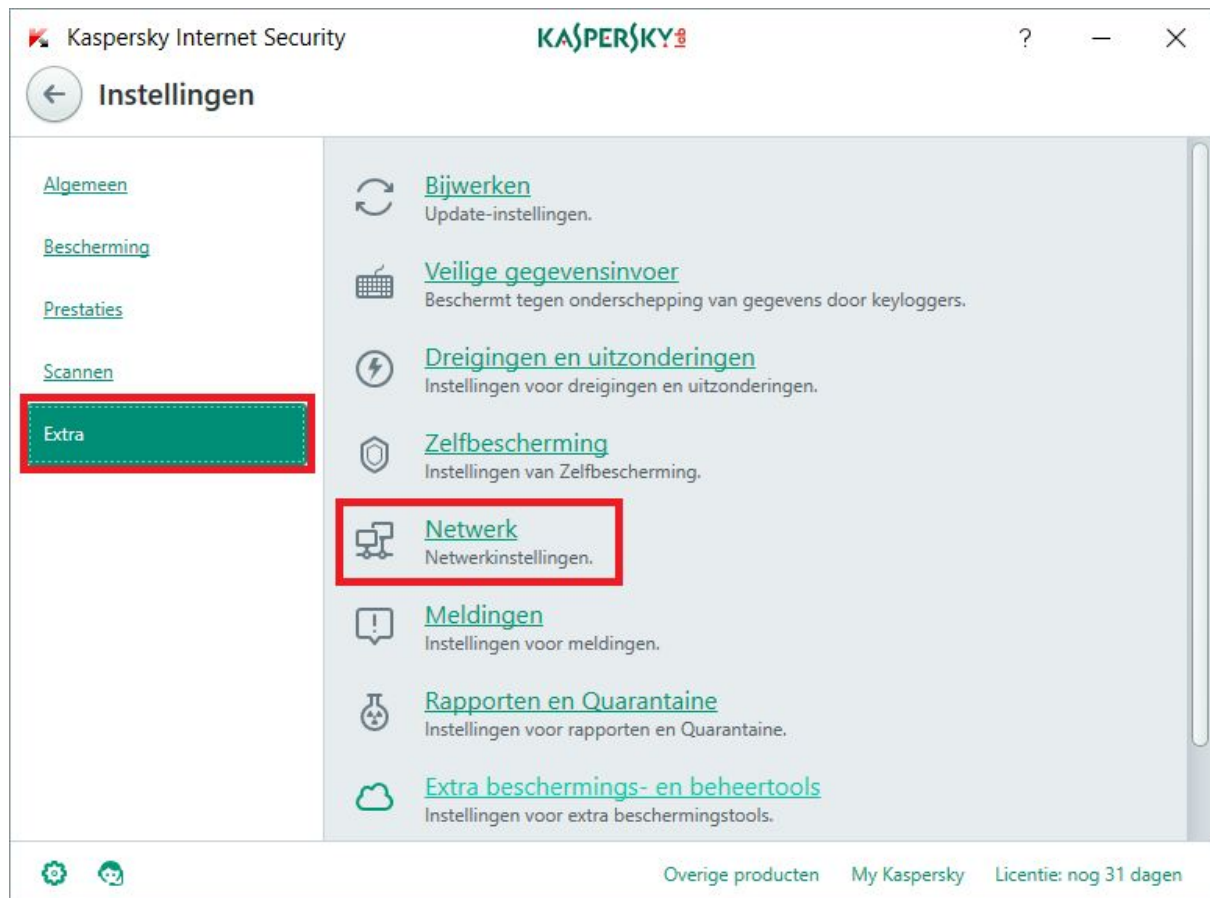 Kaspersky Internet Security
KASPERSKY lab
?
Instellingen
Algemeen
Bescherming
Prestaties
Scannen
Extra
Bijwerken
Update-instellingen.
Veilige gegevensinvoer
Beschermt tegen onderschepping van gegevens door keyloggers.
Dreigingen en uitzonderingen
Instellingen voor dreigingen en uitzonderingen.
Zelfbescherming
Instellingen van Zelfbescherming.
Netwerk
Netwerkinstellingen.
Meldingen
Instellingen voor meldingen.
Rapporten en Quarantaine
Instellingen voor rapporten en Quarantaine.
Extra beschermings- en beheertools
Instellingen voor extra beschermingstools.
Overige producten My Kaspersky Licentie: nog 31 dagen